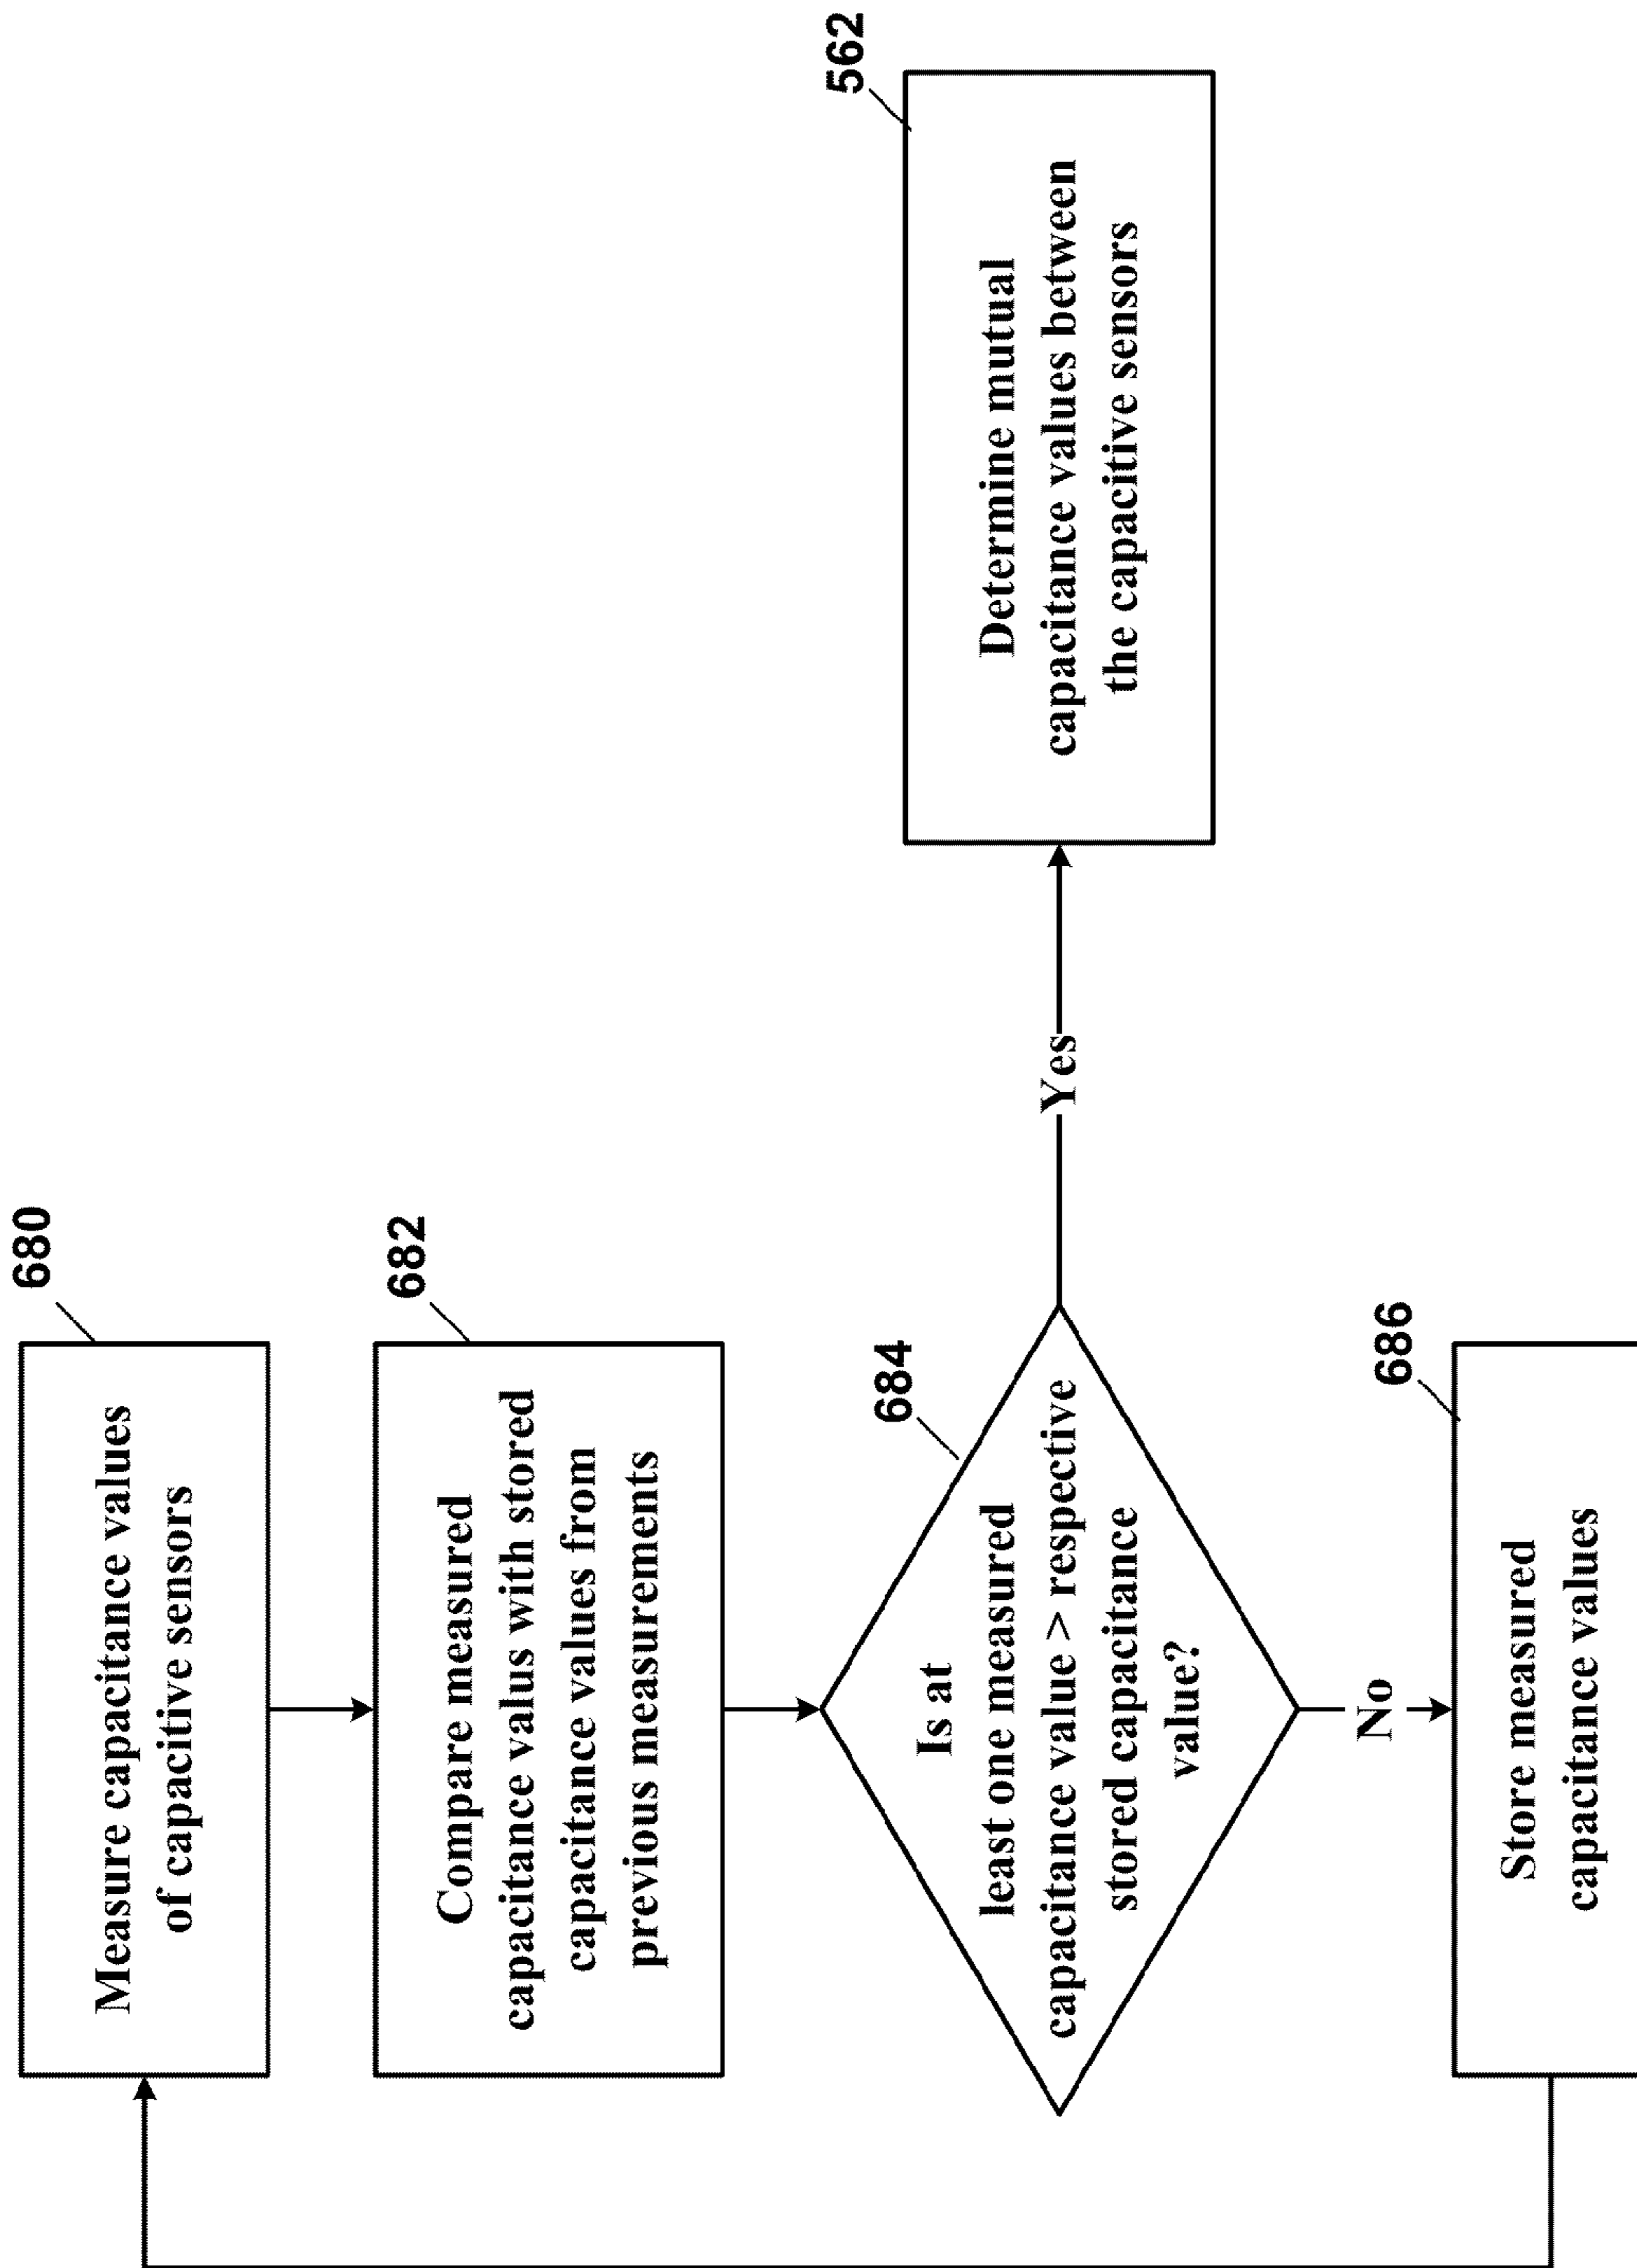 680
Measure capacitance values
of capacitive sensors
682
Compare measured
capacitance valus with stored
capacitance values from
previous measurements
684
Is at
least one measured
capacitance value > respective
stored capacitance
value?
Yes
562
Determine mutual
capacitance values between
the capacitive sensors
No
686
Store measured
capacitance values